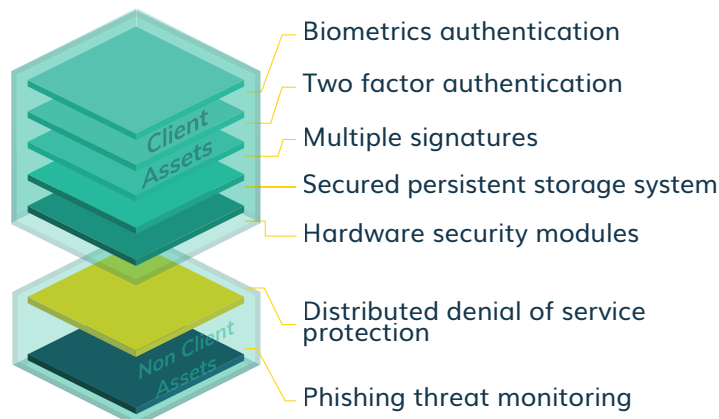 Biometrics authentication
Two factor authentication
Client
Assets
Multiple signatures
Secured persistent storage system
Hardware security modules
Distributed denial of service
protection
Non Client
Assets
Phishing threat monitoring